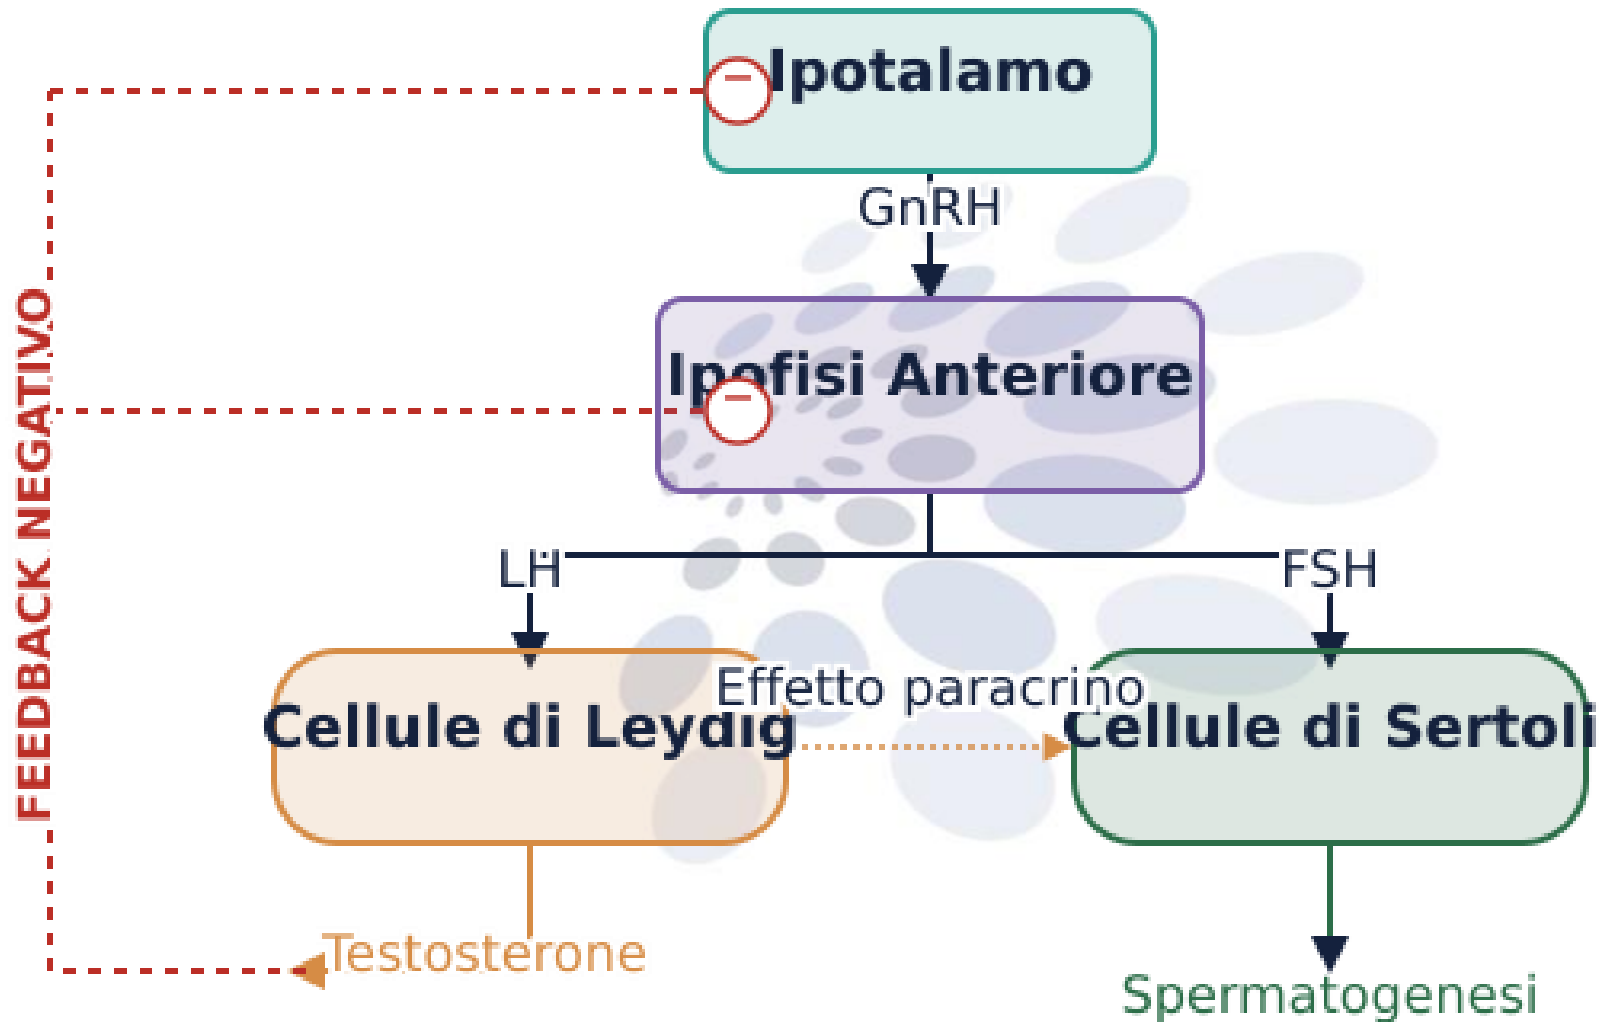 Ipotalamo
−
GnRH
Ipofisi Anteriore
−
FEEDBACK NEGATIVO
LH
FSH
Effetto paracrino
Cellule di Leydig
Cellule di Sertoli
Testosterone
Spermatogenesi